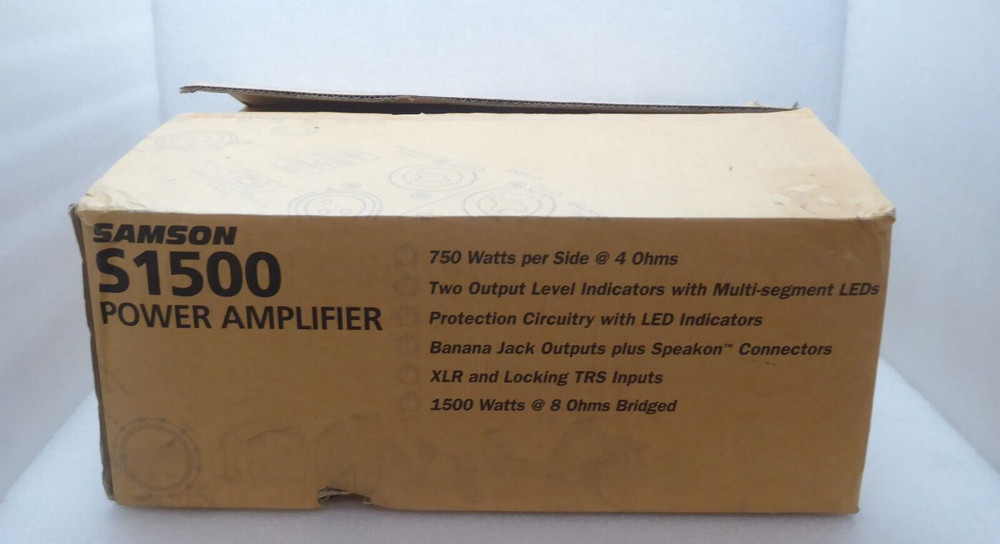 SAMSON
S1500
POWER AMPLIFIER
750 Watts per Side @ 4 Ohms
Two Output Level Indicators with Multi-segment LEDs
Protection Circuitry with LED Indicators
Banana Jack Outputs plus Speakon™ Connectors
XLR and Locking TRS Inputs
1500 Watts @ 8 Ohms Bridged